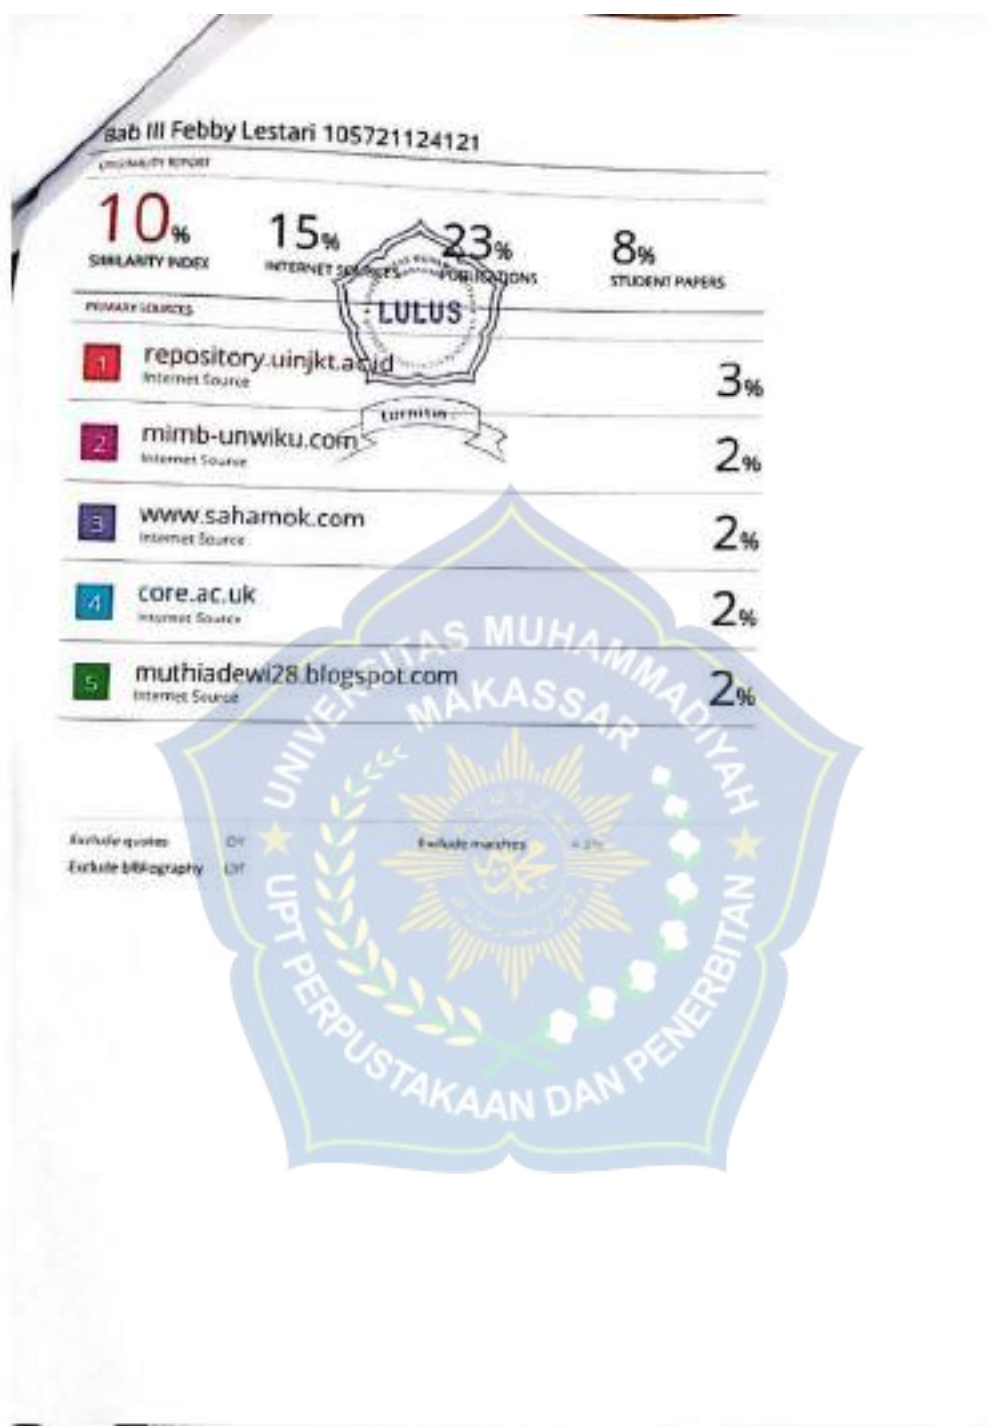 Bab III Febby Lestari 105721124121
ORIGINALITY REPORT
10%
SIMILARITY INDEX
15%
INTERNET SOURCES
23%
PUBLICATIONS
8%
STUDENT PAPERS
LULUS
turnitin
PRIMARY SOURCES
1
repository.uinjkt.ac.id
Internet Source
3%
2
mimb-unwiku.com
Internet Source
2%
3
www.sahamok.com
Internet Source
2%
4
core.ac.uk
Internet Source
2%
5
muthiadewi28.blogspot.com
Internet Source
2%
Exclude quotes
Exclude matches
Exclude bibliography
UNIVERSITAS MUHAMMADIYAH
MAKASSAR
UPT PERPUSTAKAAN DAN PENERBITAN